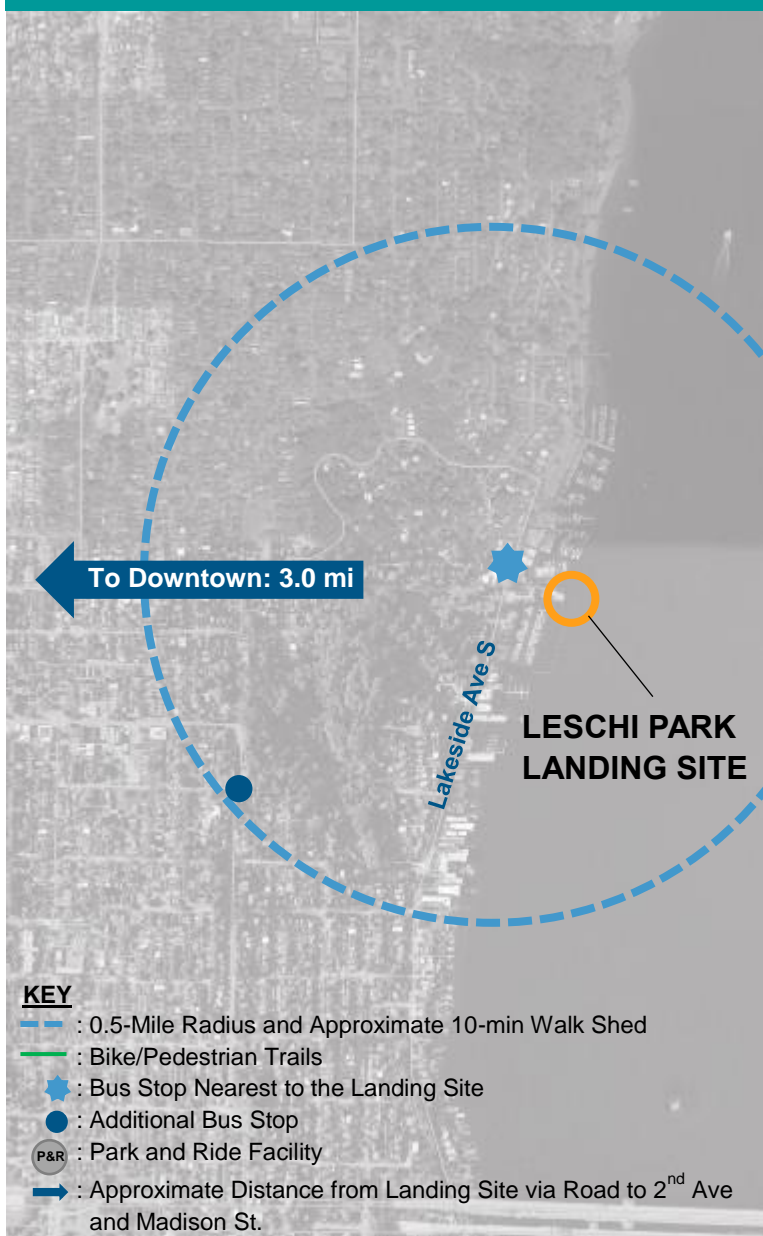 To Downtown: 3.0 mi
Lakeside Ave S
LESCHI PARK
LANDING SITE
KEY
: 0.5-Mile Radius and Approximate 10-min Walk Shed
: Bike/Pedestrian Trails
: Bus Stop Nearest to the Landing Site
: Additional Bus Stop
P&R : Park and Ride Facility
: Approximate Distance from Landing Site via Road to 2nd Ave
and Madison St.